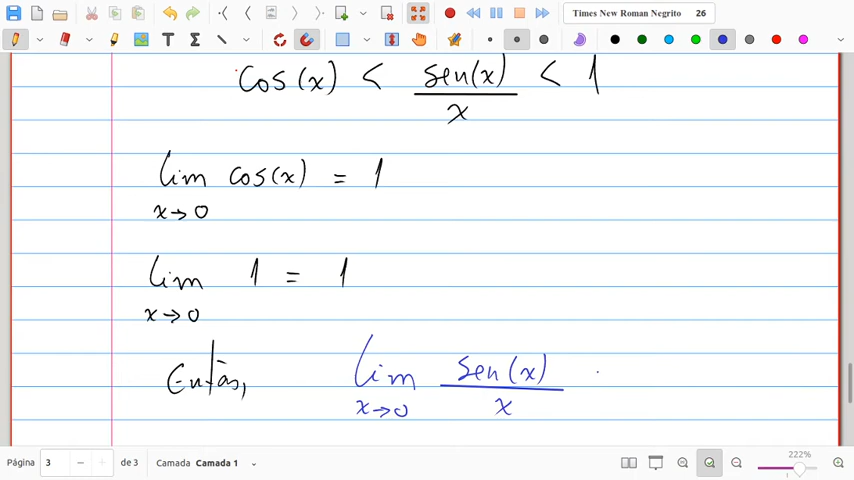 Times New Roman Negrito 26
cos(x) < sen(x)/x < 1
lim x→0 cos(x) = 1
lim x→0 1 = 1
Então, lim x→0 sen(x)/x
Página 3 de 3 Camada Camada 1 222%